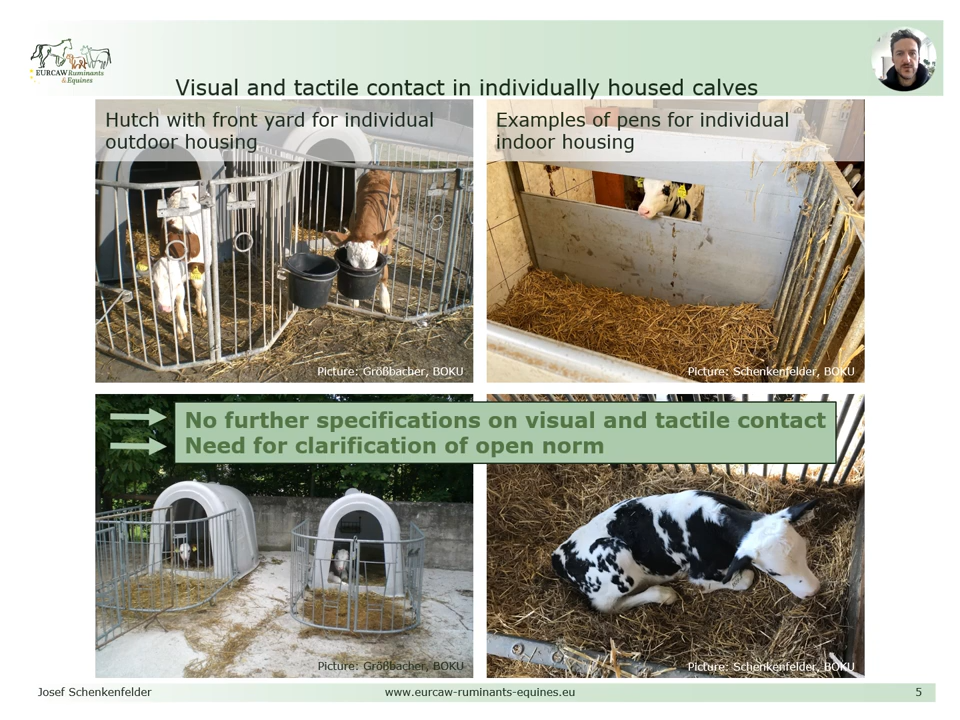 EURCAW Ruminants
& Equines
Visual and tactile contact in individually housed calves
Hutch with front yard for individual
outdoor housing
Examples of pens for individual
indoor housing
Picture: Größbacher, BOKU
Picture: Schenkenfelder, BOKU
No further specifications on visual and tactile contact
Need for clarification of open norm
Picture: Größbacher, BOKU
Picture: Schenkenfelder, BOKU
Josef Schenkenfelder
www.eurcaw-ruminants-equines.eu
5